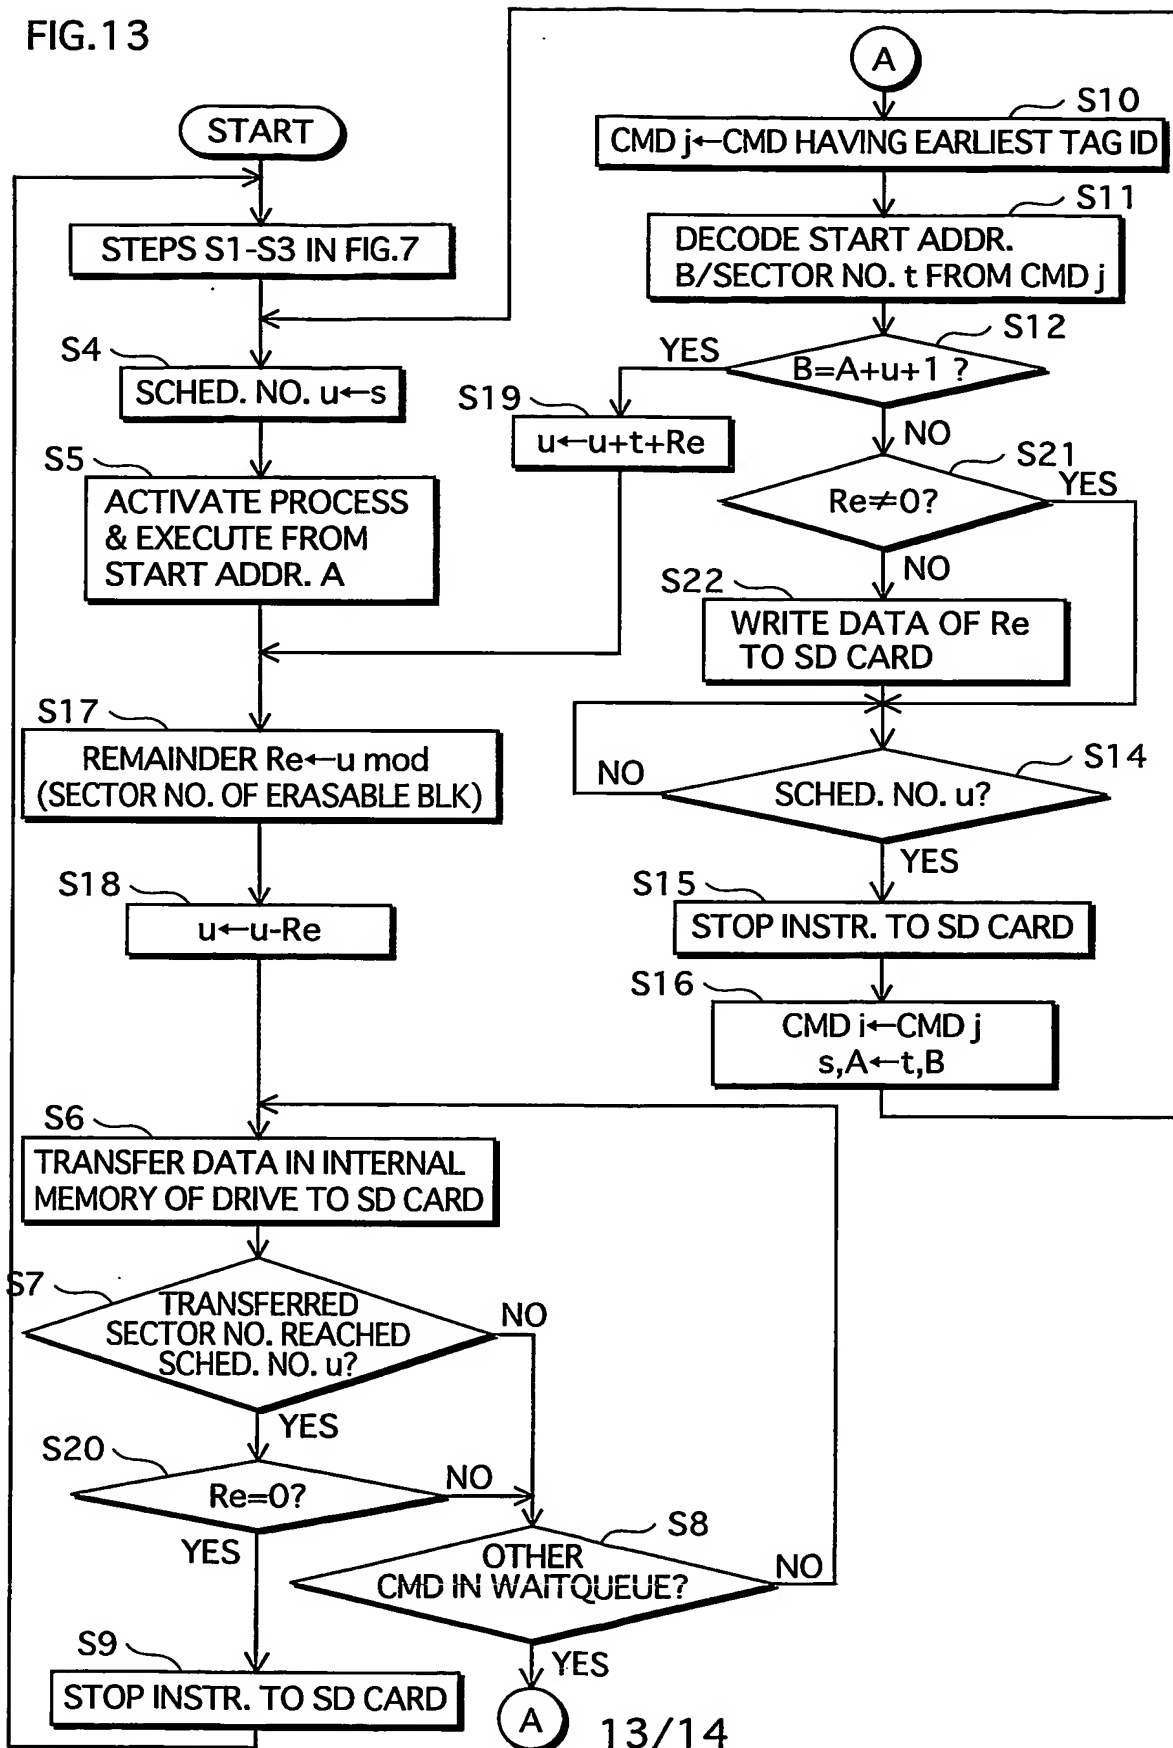 FIG.13
START
STEPS S1-S3 IN FIG.7
S4
SCHED. NO. u←s
S5
ACTIVATE PROCESS
& EXECUTE FROM
START ADDR. A
S17
REMAINDER Re←u mod
(SECTOR NO. OF ERASABLE BLK)
S18
u←u-Re
S6
TRANSFER DATA IN INTERNAL
MEMORY OF DRIVE TO SD CARD
S7
TRANSFERRED
SECTOR NO. REACHED
SCHED. NO. u?
NO
YES
S20
Re=0?
NO
YES
S8
OTHER
CMD IN WAITQUEUE?
NO
YES
A
S9
STOP INSTR. TO SD CARD
A
S10
CMD j←CMD HAVING EARLIEST TAG ID
S11
DECODE START ADDR.
B/SECTOR NO. t FROM CMD j
S12
B=A+u+1 ?
YES
NO
S19
u←u+t+Re
S21
Re≠0?
YES
NO
S22
WRITE DATA OF Re
TO SD CARD
S14
SCHED. NO. u?
NO
YES
S15
STOP INSTR. TO SD CARD
S16
CMD i←CMD j
s,A←t,B
13/14